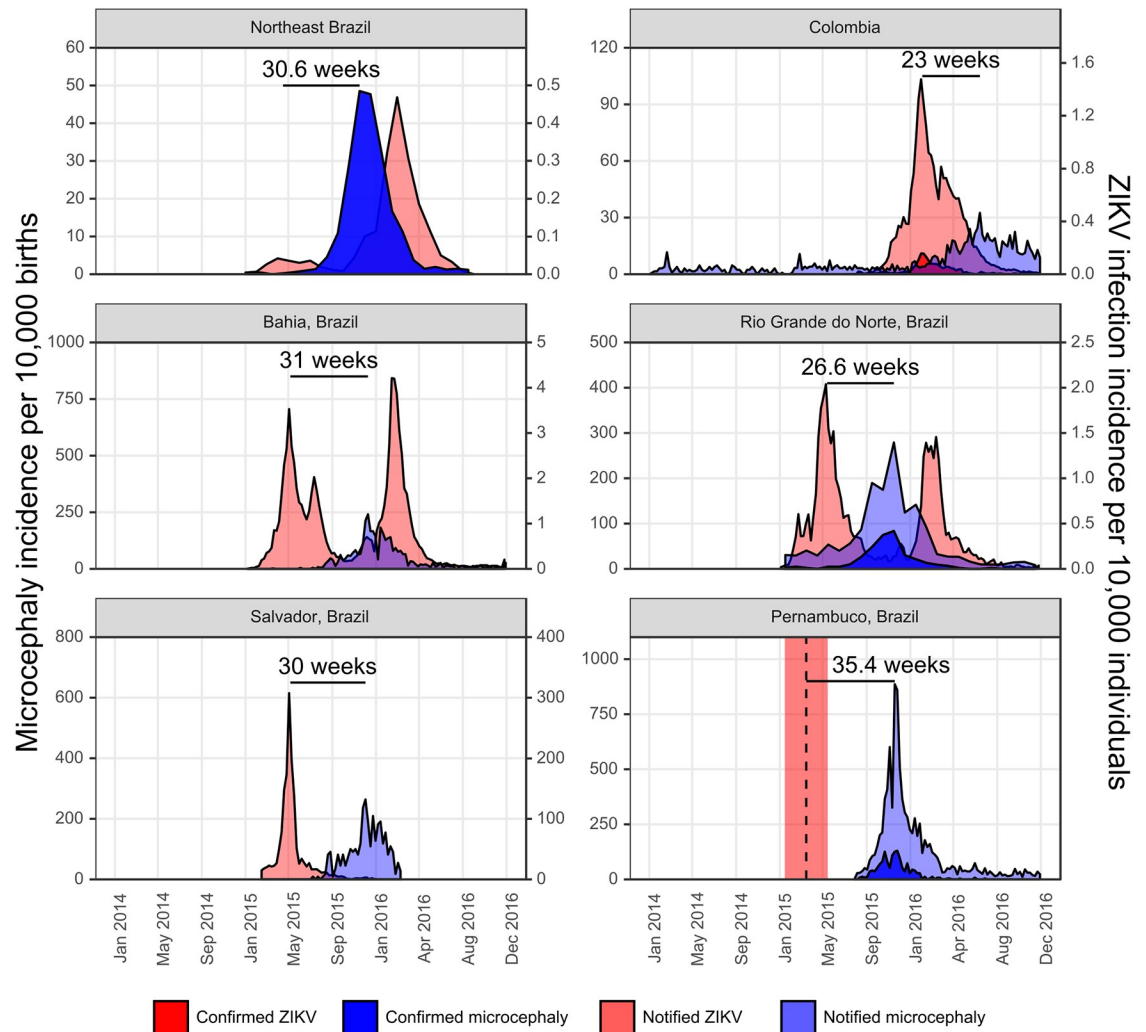 Northeast Brazil
Colombia
60
50
40
30
20
10
0
30.6 weeks
0.5
0.4
0.3
0.2
0.1
0.0
120
90
60
30
0
23 weeks
1.6
1.2
0.8
0.4
0.0
Bahia, Brazil
Rio Grande do Norte, Brazil
1000
750
500
250
0
31 weeks
5
4
3
2
1
0
500
400
300
200
100
0
26.6 weeks
2.5
2.0
1.5
1.0
0.5
0.0
Salvador, Brazil
Pernambuco, Brazil
800
600
400
200
0
30 weeks
400
300
200
100
0
1000
750
500
250
0
35.4 weeks
Microcephaly incidence per 10,000 births
ZIKV infection incidence per 10,000 individuals
Jan 2014
May 2014
Sep 2014
Jan 2015
May 2015
Sep 2015
Jan 2016
Apr 2016
Aug 2016
Dec 2016
Jan 2014
May 2014
Sep 2014
Jan 2015
May 2015
Sep 2015
Jan 2016
Apr 2016
Aug 2016
Dec 2016
Confirmed ZIKV
Confirmed microcephaly
Notified ZIKV
Notified microcephaly